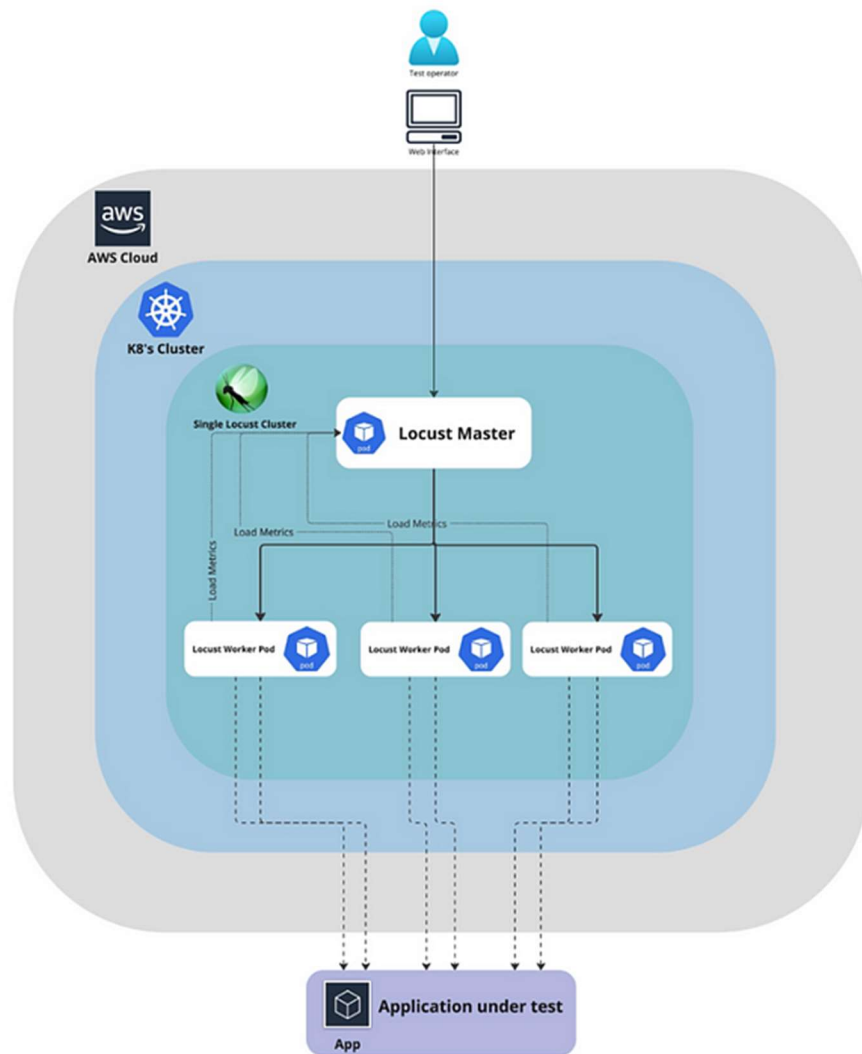 Test operator
Web Interface
aws
AWS Cloud
K8's Cluster
Single Locust Cluster
pod
Locust Master
Load Metrics
Load Metrics
Load Metrics
Locust Worker Pod
pod
Locust Worker Pod
pod
Locust Worker Pod
pod
Application under test
App